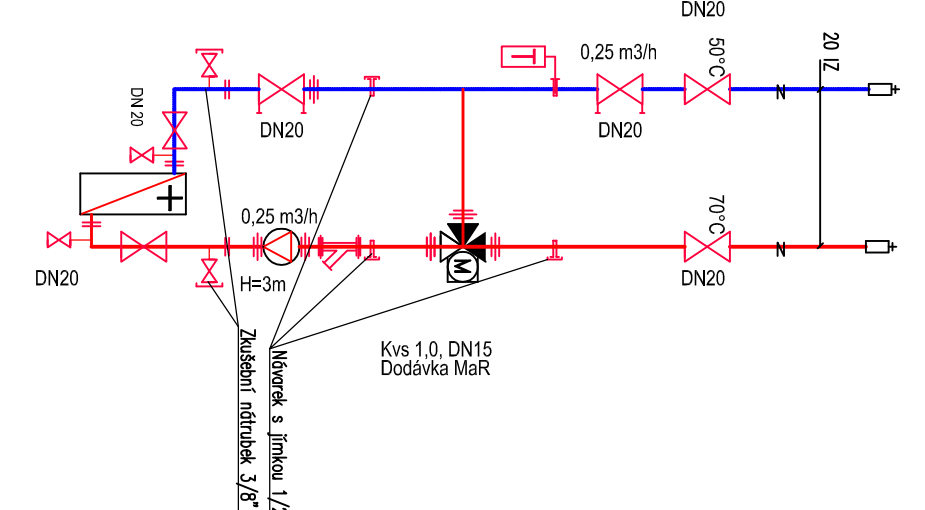 DN20
0,25 m3/h
50°C
20 IZ
DN 20
DN20
DN20
T
0,25 m3/h
70°C
H=3m
M
DN20
DN20
Kvs 1,0, DN15
Dodávka MaR
Zkušební nátrubek 3/8"
Návarek s jímkou